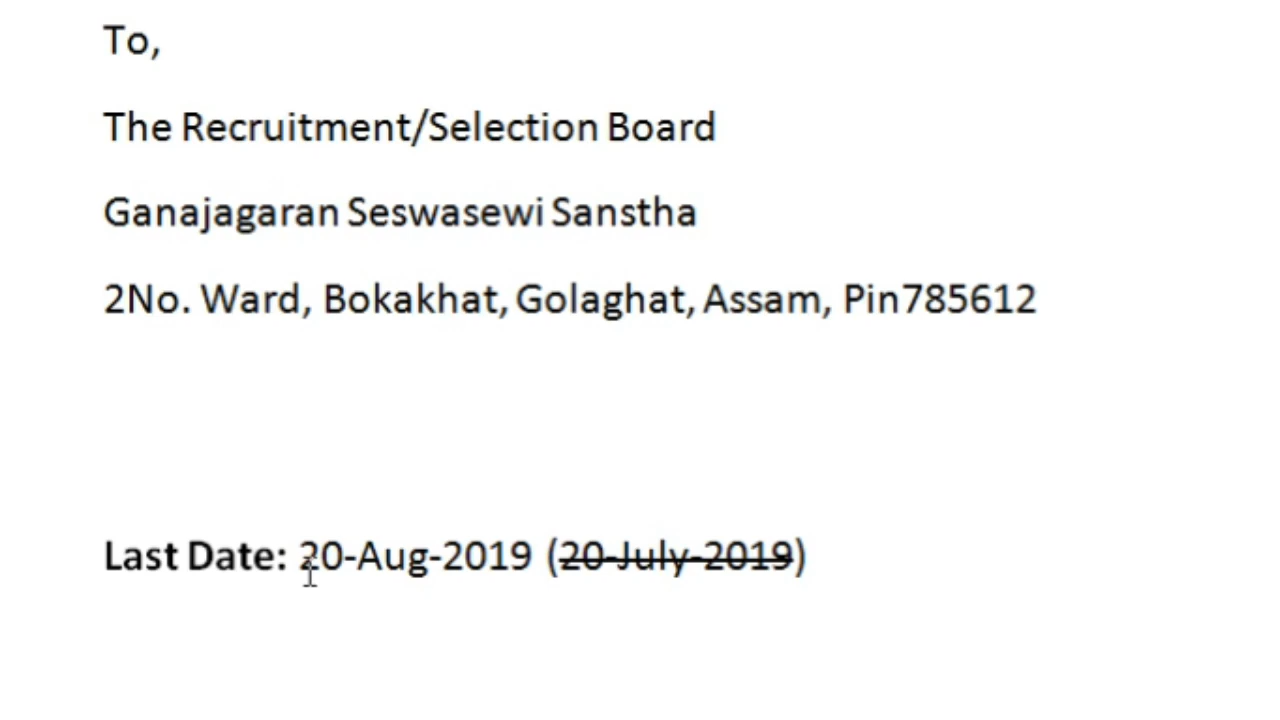 To,
The Recruitment/Selection Board
Ganajagaran Seswasewi Sanstha
2No. Ward, Bokakhat, Golaghat, Assam, Pin785612
Last Date: 20-Aug-2019 (20-July-2019)